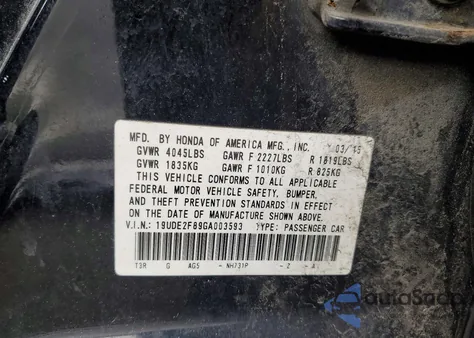 MFD. BY HONDA OF AMERICA MFG., INC. 03/15
GVWR 4045LBS GAWR F 2227LBS R 1819LBS
GVWR 1835KG GAWR F 1010KG R 825KG
THIS VEHICLE CONFORMS TO ALL APPLICABLE
FEDERAL MOTOR VEHICLE SAFETY, BUMPER,
AND THEFT PREVENTION STANDARDS IN EFFECT ON
THE DATE OF MANUFACTURE SHOWN ABOVE.
V.I.N.: 19UDE2F89GA003593 TYPE: PASSENGER CAR
T3R G AG5 - NH731P - 2 - A
AutoSnap